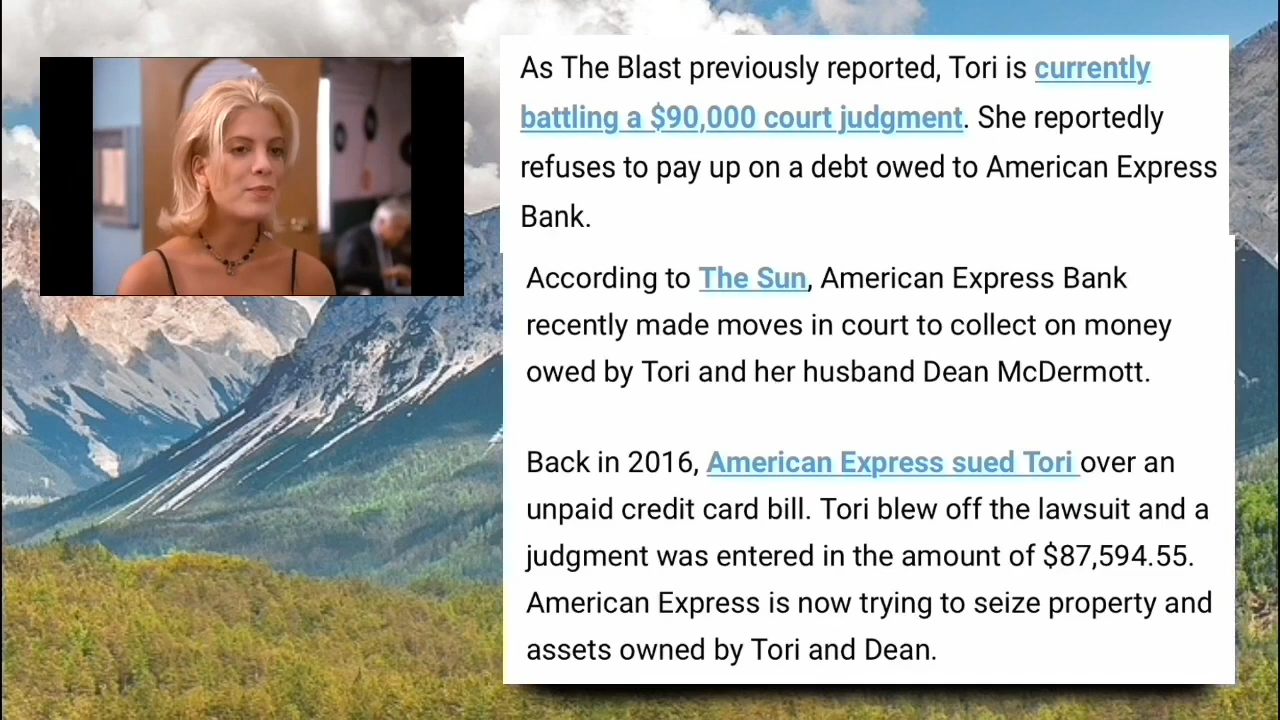 As The Blast previously reported, Tori is currently
battling a $90,000 court judgment. She reportedly
refuses to pay up on a debt owed to American Express
Bank.
According to The Sun, American Express Bank
recently made moves in court to collect on money
owed by Tori and her husband Dean McDermott.
Back in 2016, American Express sued Tori over an
unpaid credit card bill. Tori blew off the lawsuit and a
judgment was entered in the amount of $87,594.55.
American Express is now trying to seize property and
assets owned by Tori and Dean.